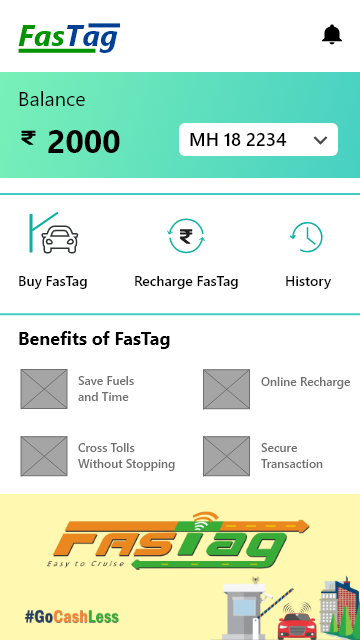 FasTag
Balance
₹ 2000
MH 18 2234
₹
Buy FasTag
Recharge FasTag
History
Benefits of FasTag
Save Fuels
and Time
Online Recharge
Cross Tolls
Without Stopping
Secure
Transaction
FASTag
Easy to Cruise
#GoCashLess